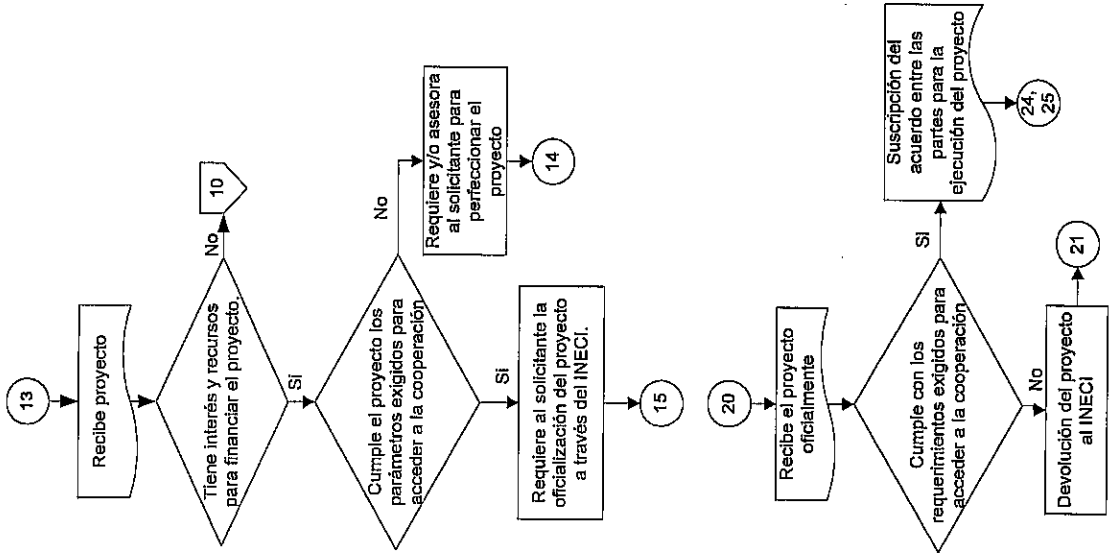 13
Recibe proyecto
Tiene interés y recursos
para financiar el proyecto.
No
10
Sí
Cumple el proyecto los
parámetros exigidos para
acceder a la cooperación
No
Requiere y/o asesora
al solicitante para
perfeccionar el
proyecto
14
Si
Requiere al solicitante la
oficialización del proyecto
a través del INECI.
15
20
Recibe el proyecto
oficialmente
Cumple con los
requerimientos exigidos para
acceder a la cooperación
Si
Suscripción del
acuerdo entre las
partes para la
ejecución del proyecto
24,
25
No
Devolución del proyecto
al INECI
21